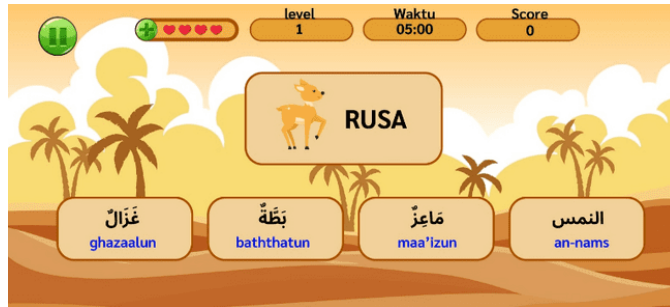 level
1
Waktu
05:00
Score
0
RUSA
غَزَالٌ
ghazaalun
بَطَّةٌ
baththatun
مَاعِزٌ
maa'izun
النمس
an-nams